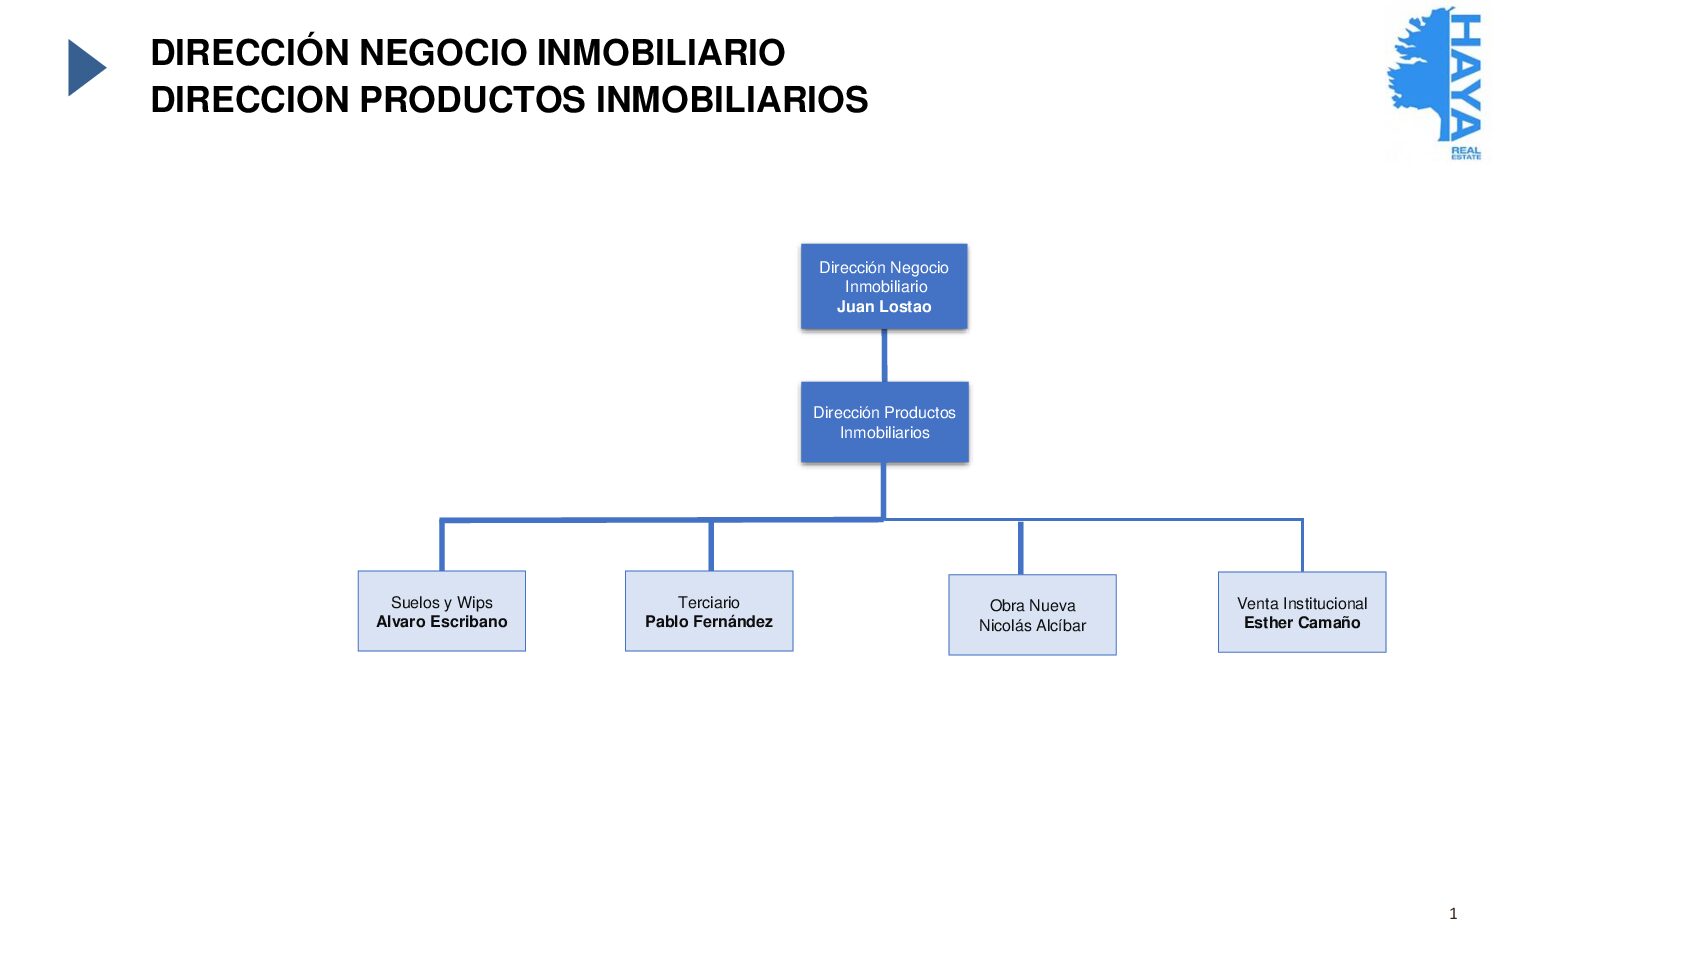 DIRECCIÓN NEGOCIO INMOBILIARIO
DIRECCION PRODUCTOS INMOBILIARIOS
HAYA
REAL
ESTATE
Dirección Negocio
Inmobiliario
Juan Lostao
Dirección Productos
Inmobiliarios
Suelos y Wips
Alvaro Escribano
Terciario
Pablo Fernández
Obra Nueva
Nicolás Alcíbar
Venta Institucional
Esther Camaño
1